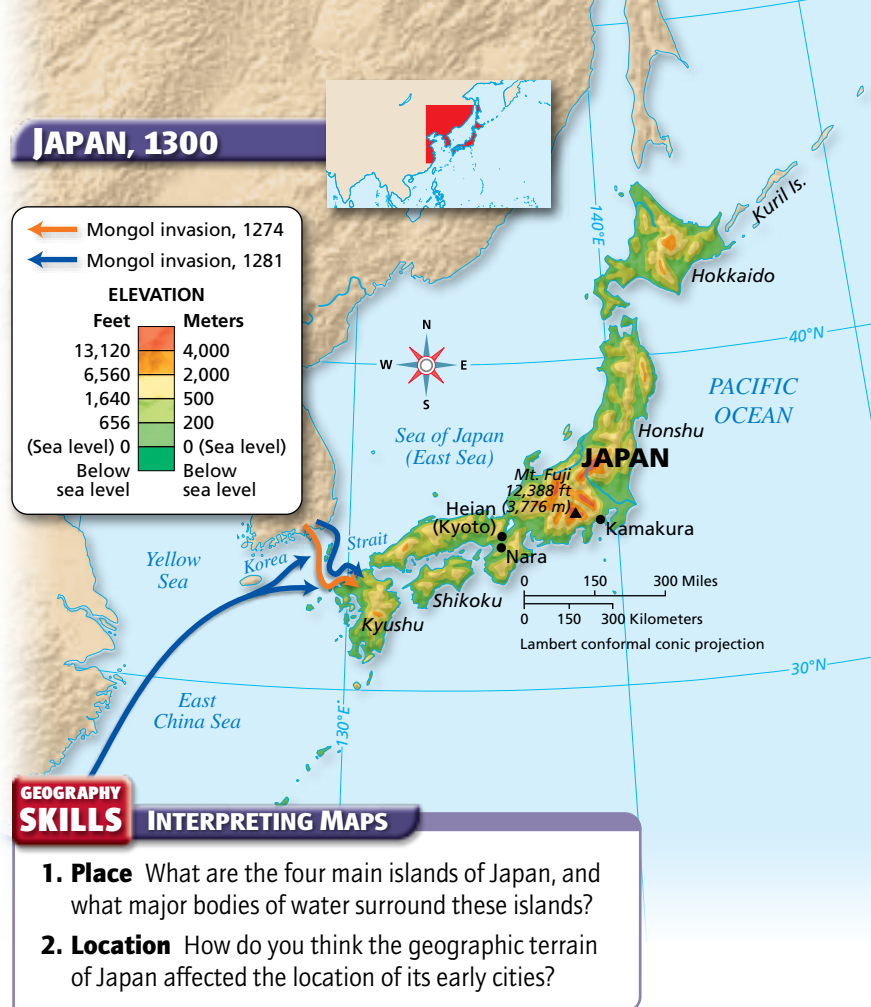 JAPAN, 1300
Mongol invasion, 1274
Mongol invasion, 1281
ELEVATION
Feet Meters
13,120 4,000
6,560 2,000
1,640 500
656 200
(Sea level) 0 0 (Sea level)
Below Below
sea level sea level
140°E
Kuril Is.
Hokkaido
N
W E
S
40°N
PACIFIC
OCEAN
Sea of Japan
(East Sea)
Honshu
JAPAN
Mt. Fuji
12,388 ft
(3,776 m)
Heian
(Kyoto)
Kamakura
Nara
Korea Strait
Yellow
Sea
Shikoku
Kyushu
0 150 300 Miles
0 150 300 Kilometers
Lambert conformal conic projection
30°N
East
China Sea
130°E
GEOGRAPHY
SKILLS INTERPRETING MAPS
1. Place What are the four main islands of Japan, and
what major bodies of water surround these islands?
2. Location How do you think the geographic terrain
of Japan affected the location of its early cities?